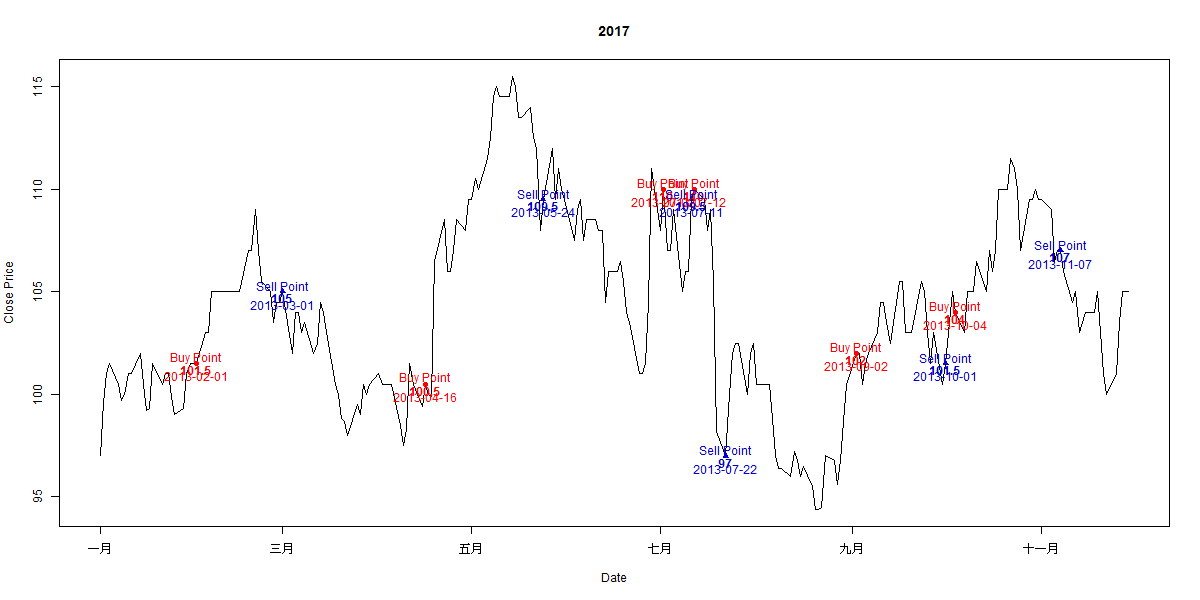 2017
Close Price
115
110
105
100
95
Buy Point
101.5
2013-02-01
Sell Point
105
2013-03-01
Buy Point
100.5
2013-04-16
Sell Point
109.5
2013-05-24
Buy Point
Buy Point
Sell Point
109.5
2013-07-11
Sell Point
97
2013-07-22
Buy Point
102
2013-09-02
Sell Point
101.5
2013-10-01
Buy Point
104
2013-10-04
Sell Point
107
2013-11-07
一月
三月
五月
七月
九月
十一月
Date